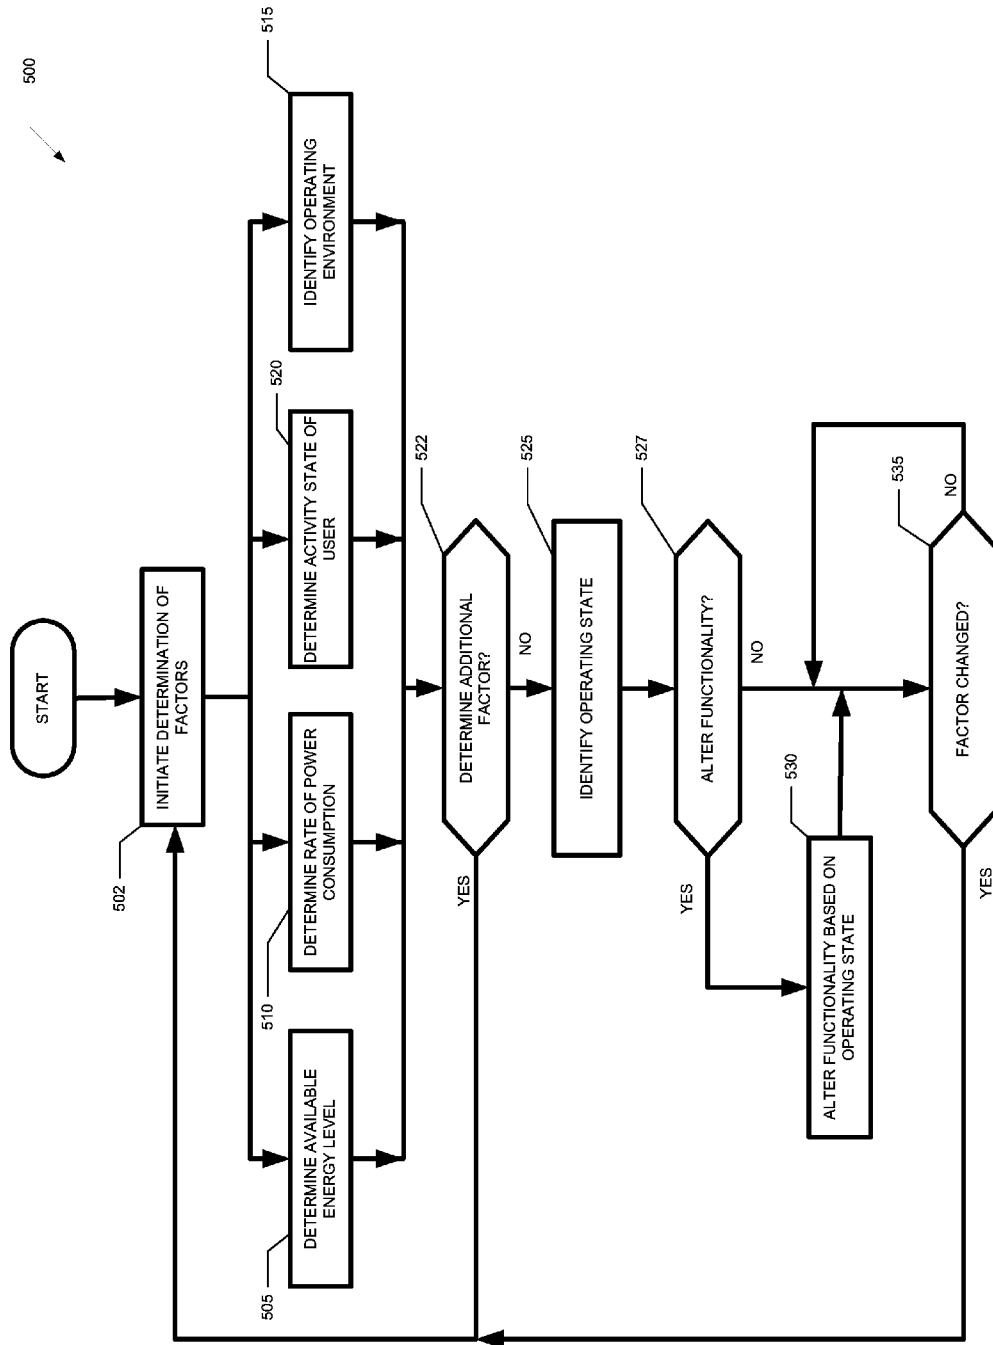 500
START
502
INITIATE DETERMINATION OF
FACTORS
505
DETERMINE AVAILABLE
ENERGY LEVEL
510
DETERMINE RATE OF POWER
CONSUMPTION
520
DETERMINE ACTIVITY STATE OF
USER
515
IDENTIFY OPERATING
ENVIRONMENT
522
DETERMINE ADDITIONAL
FACTOR?
YES
NO
525
IDENTIFY OPERATING STATE
527
ALTER FUNCTIONALITY?
YES
NO
530
ALTER FUNCTIONALITY BASED ON
OPERATING STATE
535
FACTOR CHANGED?
YES
NO